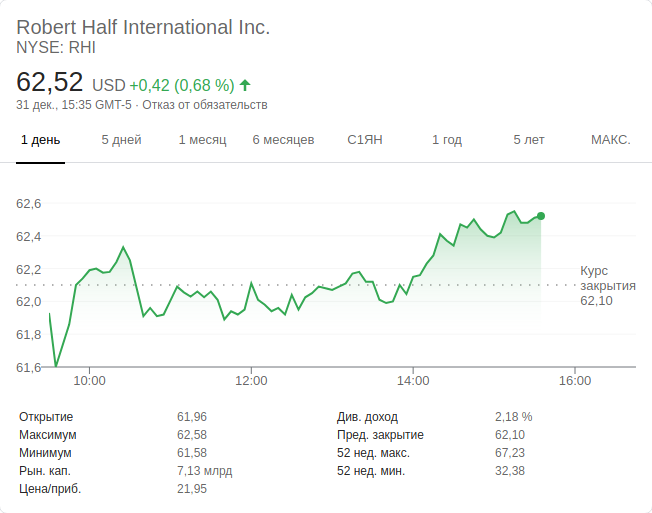 Robert Half International Inc.
NYSE: RHI
62,52 USD +0,42 (0,68 %)
31 дек., 15:35 GMT-5 · Отказ от обязательств
1 день 5 дней 1 месяц 6 месяцев С1ЯН 1 год 5 лет МАКС.
62,6
62,4
62,2
62,0
61,8
61,6
Курс
закрытия
62,10
10:00 12:00 14:00 16:00
Открытие 61,96
Максимум 62,58
Минимум 61,58
Рын. кап. 7,13 млрд
Цена/приб. 21,95
Див. доход 2,18 %
Пред. закрытие 62,10
52 нед. макс. 67,23
52 нед. мин. 32,38